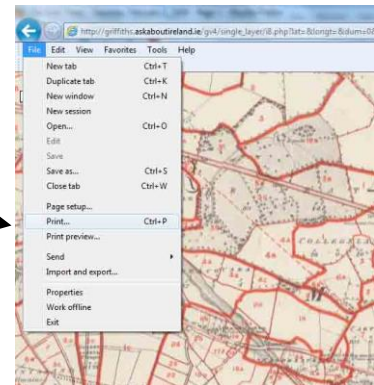 http://griffiths.askaboutireland.ie/gv4/single_layer/i8.php?lat=&longt=&dum=0&
File Edit View Favorites Tools Help
New tab Ctrl+T
Duplicate tab Ctrl+K
New window Ctrl+N
New session
Open... Ctrl+O
Edit
Save
Save as... Ctrl+S
Close tab Ctrl+W
Page setup...
Print... Ctrl+P
Print preview...
Send
Import and export...
Properties
Work offline
Exit